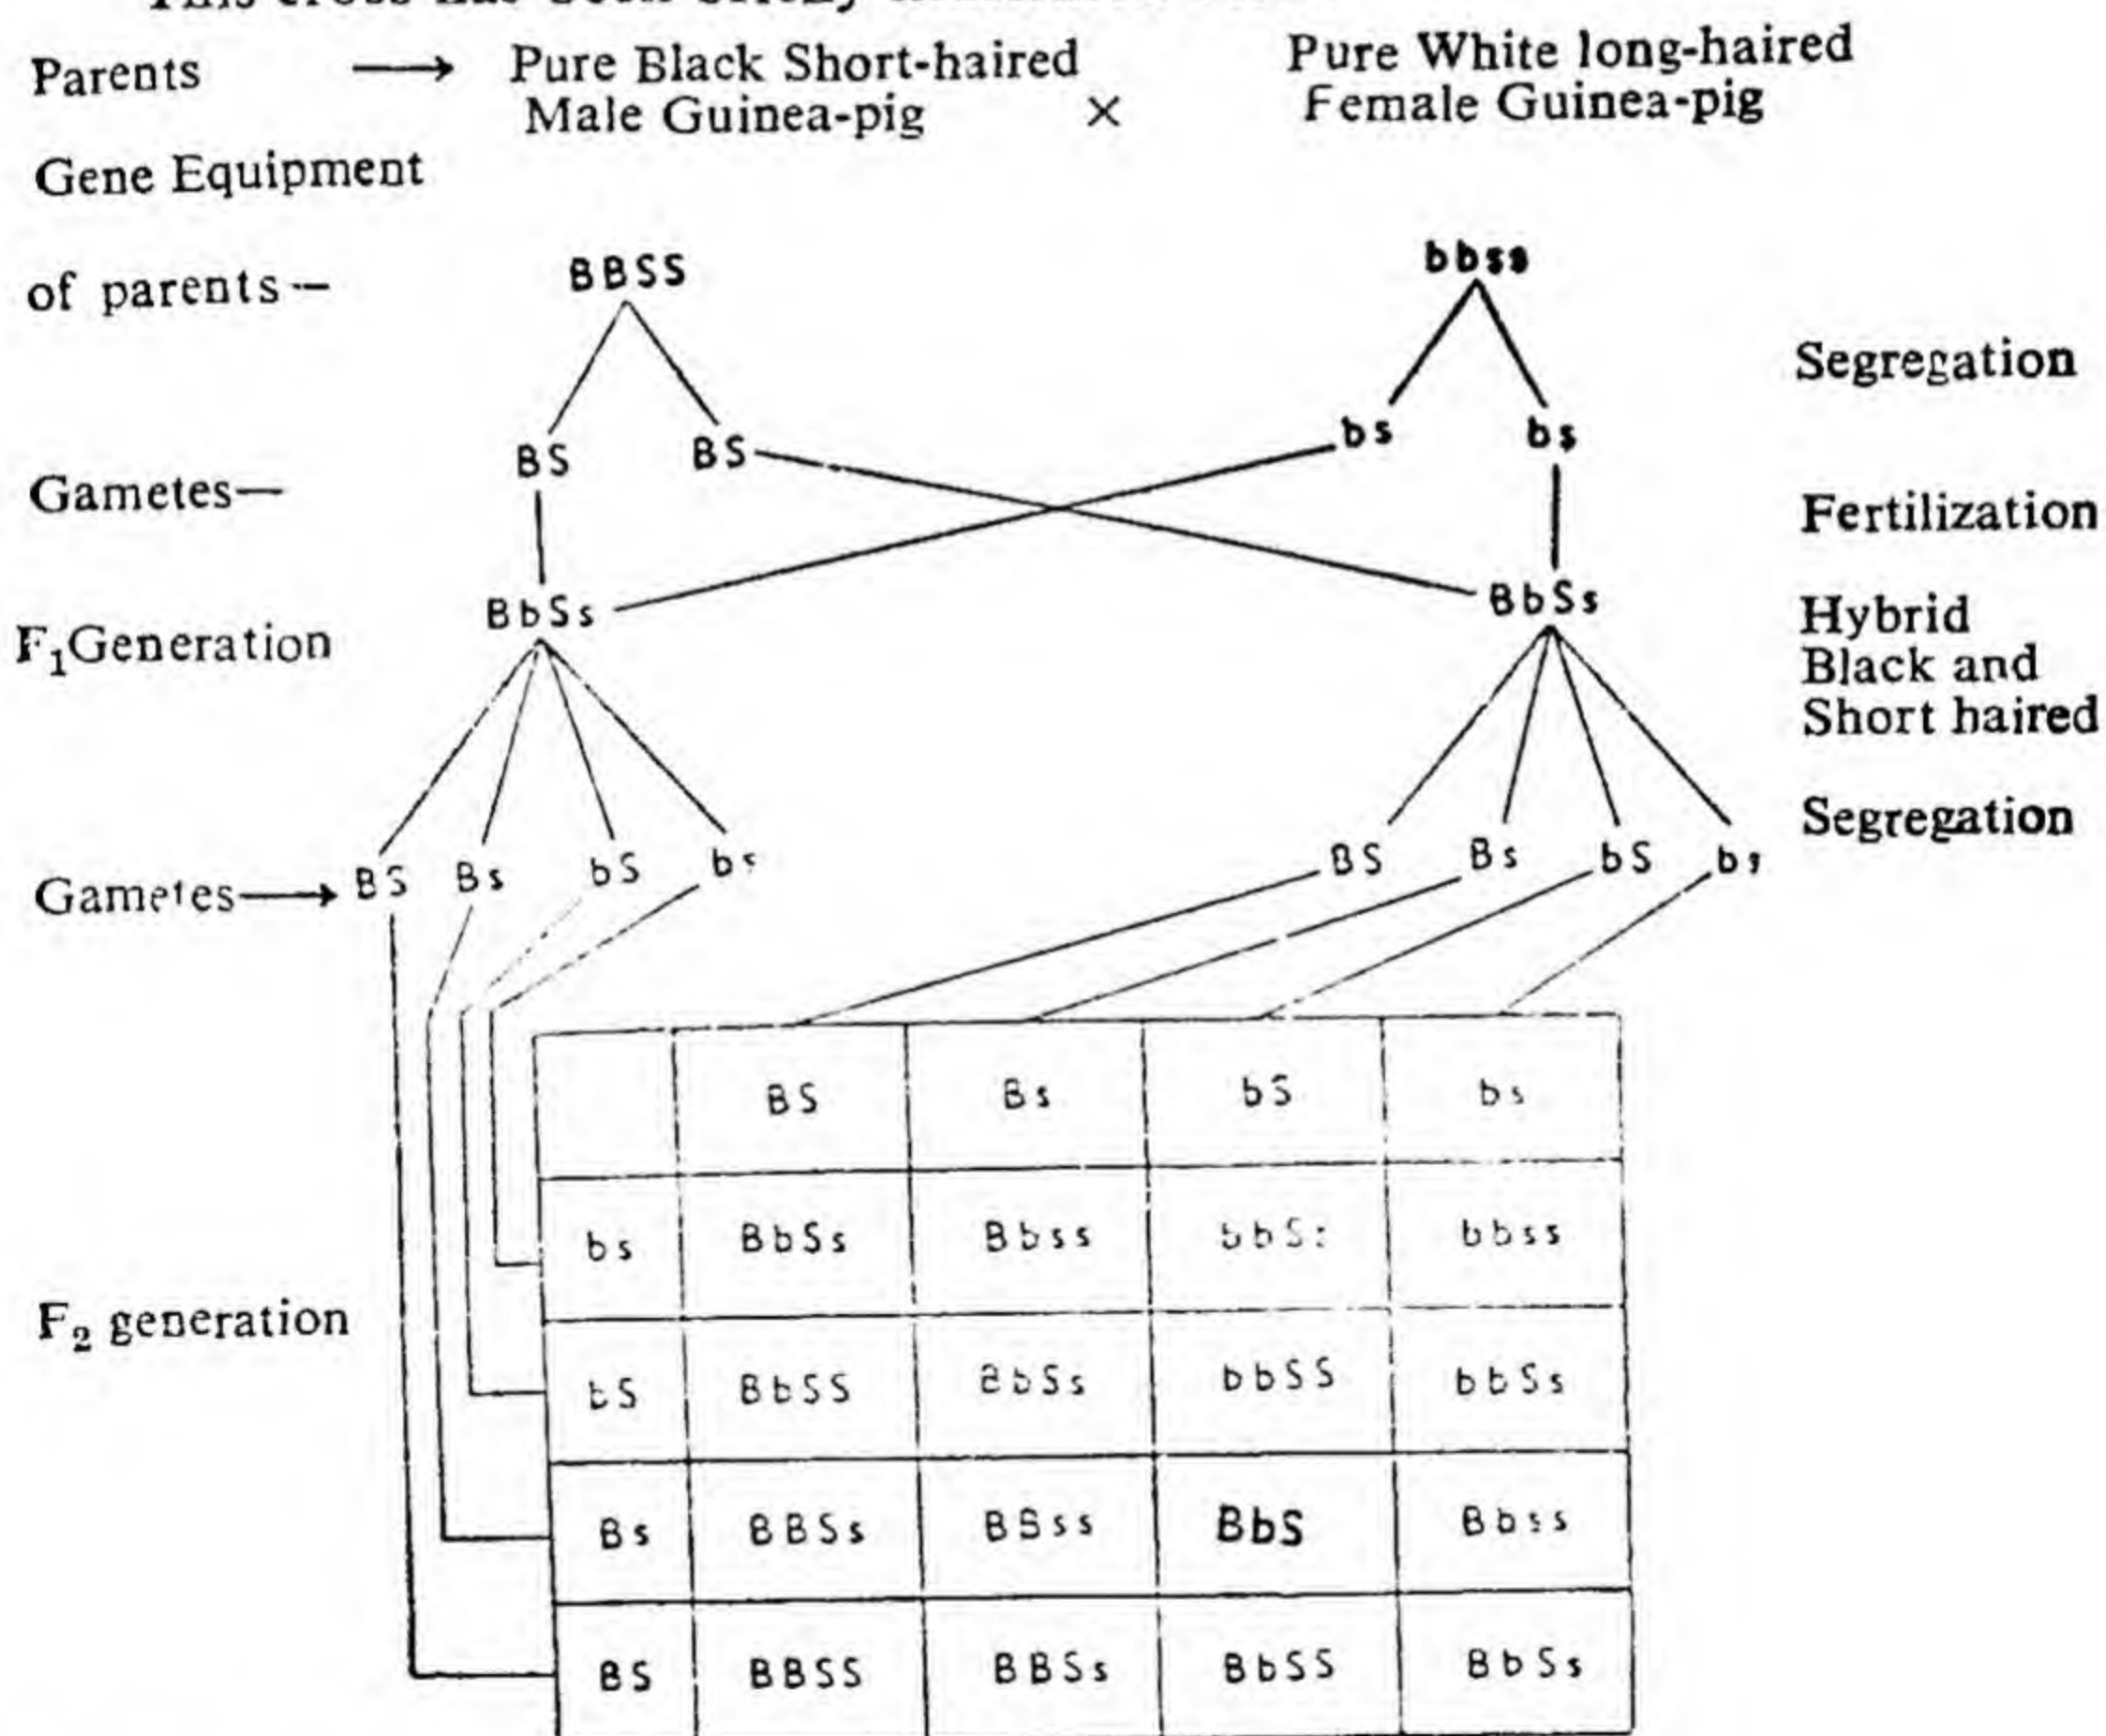 Parents → Pure Black Short-haired Pure White long-haired
Male Guinea-pig × Female Guinea-pig
Gene Equipment
of parents— BBSS bbss
Segregation
BS BS bs bs
Gametes—
Fertilization
BbSs BbSs
F₁Generation
Hybrid
Black and
Short haired
Segregation
Gametes→ BS Bs bS bs BS Bs bS bs
BS Bs bS bs
bs BbSs Bbss bbS bbss
F₂ generation
bS BbSS BbSs bbSS bbSs
Bs BBSs BBss BbS Bbss
BS BBSS BBSs BbSS BbSs